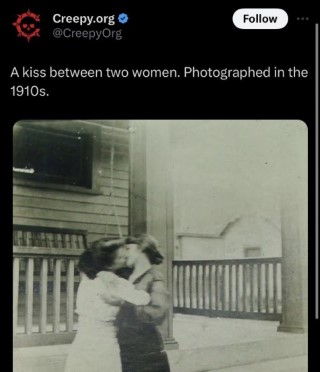 Creepy.org
@CreepyOrg
Follow
A kiss between two women. Photographed in the
1910s.